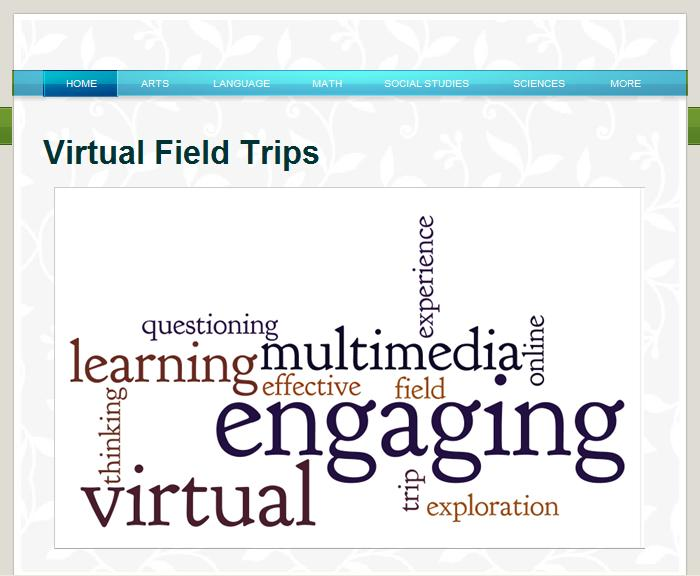 HOME ARTS LANGUAGE MATH SOCIAL STUDIES SCIENCES MORE
Virtual Field Trips
experience
questioning
online
multimedia
learning
effective
field
thinking
engaging
virtual
trip
exploration